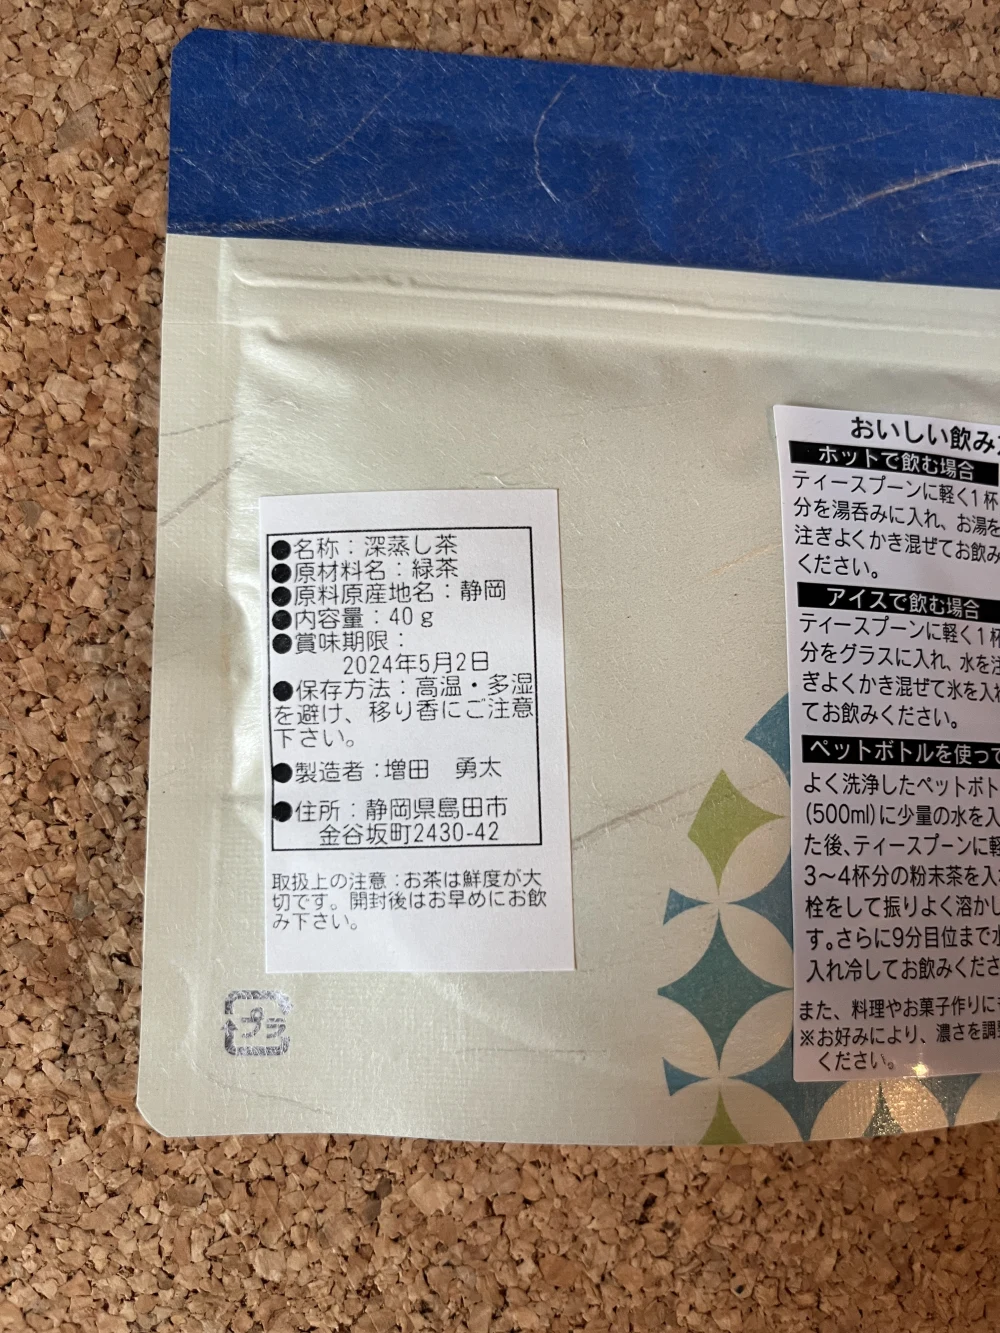 ●名称：深蒸し茶
●原材料名：緑茶
●原料原産地名：静岡
●内容量：40ｇ
●賞味期限：
2024年5月2日
●保存方法：高温・多湿
を避け、移り香にご注意
下さい。
●製造者：増田　勇太
●住所：静岡県島田市
金谷坂町2430-42
取扱上の注意：お茶は鮮度が大
切です。開封後はお早めにお飲
み下さい。
プラ
おいしい飲み
ホットで飲む場合
ティースプーンに軽く1杯
分を湯呑みに入れ、お湯を
注ぎよくかき混ぜてお飲み
ください。
アイスで飲む場合
ティースプーンに軽く1杯
分をグラスに入れ、水を注
ぎよくかき混ぜて氷を入れ
てお飲みください。
ペットボトルを使って
よく洗浄したペットボト
(500ml)に少量の水を入
た後、ティースプーンに軽
3～4杯分の粉末茶を入れ
栓をして振りよく溶かし
す。さらに9分目位まで水
入れ冷してお飲みくださ
また、料理やお菓子作りに
※お好みにより、濃さを調
ください。